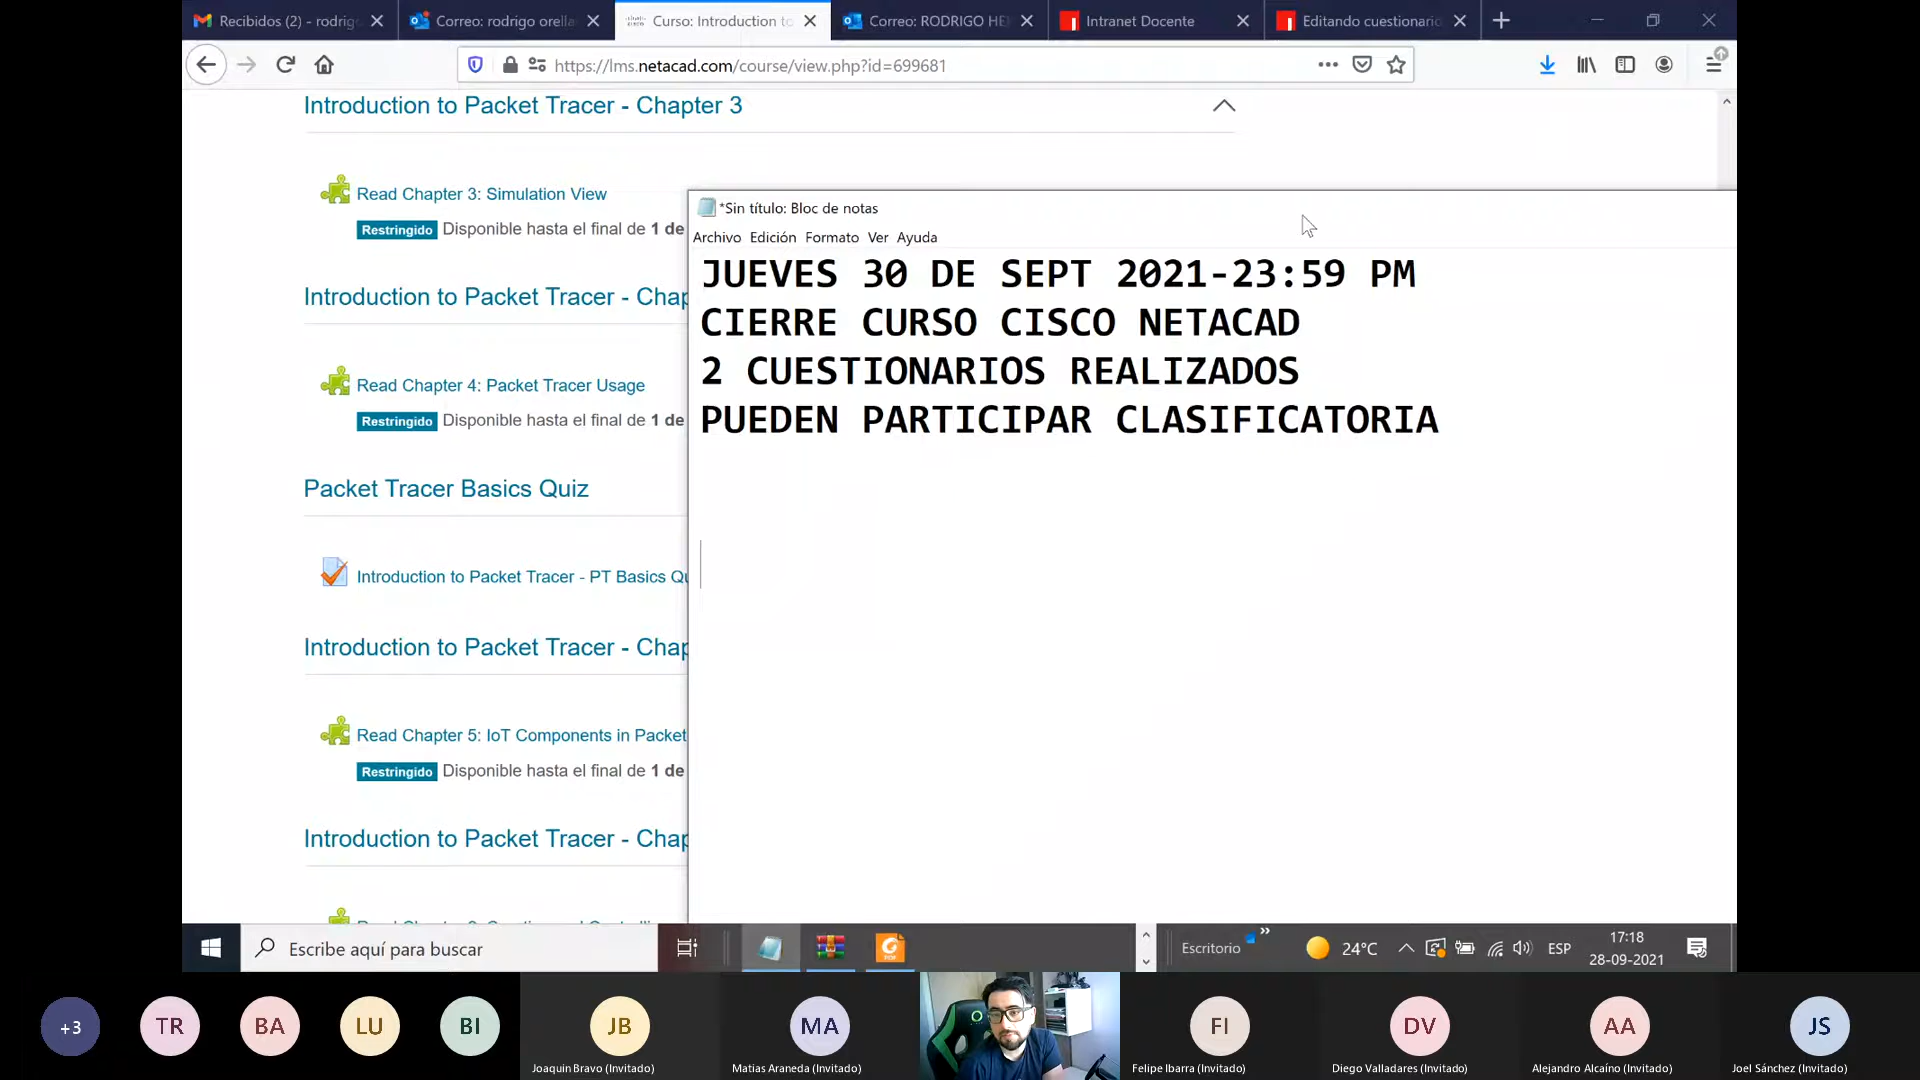 Recibidos (2) - rodrig
Correo: rodrigo orella
Curso: Introduction to
Correo: RODRIGO HE
Intranet Docente
Editando cuestionario
https://lms.netacad.com/course/view.php?id=699681
Introduction to Packet Tracer - Chapter 3
Read Chapter 3: Simulation View
Restringido Disponible hasta el final de 1 de
Introduction to Packet Tracer - Chap
Read Chapter 4: Packet Tracer Usage
Restringido Disponible hasta el final de 1 de
Packet Tracer Basics Quiz
Introduction to Packet Tracer - PT Basics Qu
Introduction to Packet Tracer - Chap
Read Chapter 5: IoT Components in Packet
Restringido Disponible hasta el final de 1 de
Introduction to Packet Tracer - Chap
*Sin título: Bloc de notas
Archivo Edición Formato Ver Ayuda
JUEVES 30 DE SEPT 2021-23:59 PM
CIERRE CURSO CISCO NETACAD
2 CUESTIONARIOS REALIZADOS
PUEDEN PARTICIPAR CLASIFICATORIA
Escribe aquí para buscar
Escritorio
24°C
ESP
17:18
28-09-2021
+3
TR
BA
LU
BI
JB
MA
FI
DV
AA
JS
Joaquin Bravo (Invitado)
Matias Araneda (Invitado)
Felipe Ibarra (Invitado)
Diego Valladares (Invitado)
Alejandro Alcaíno (Invitado)
Joel Sánchez (Invitado)